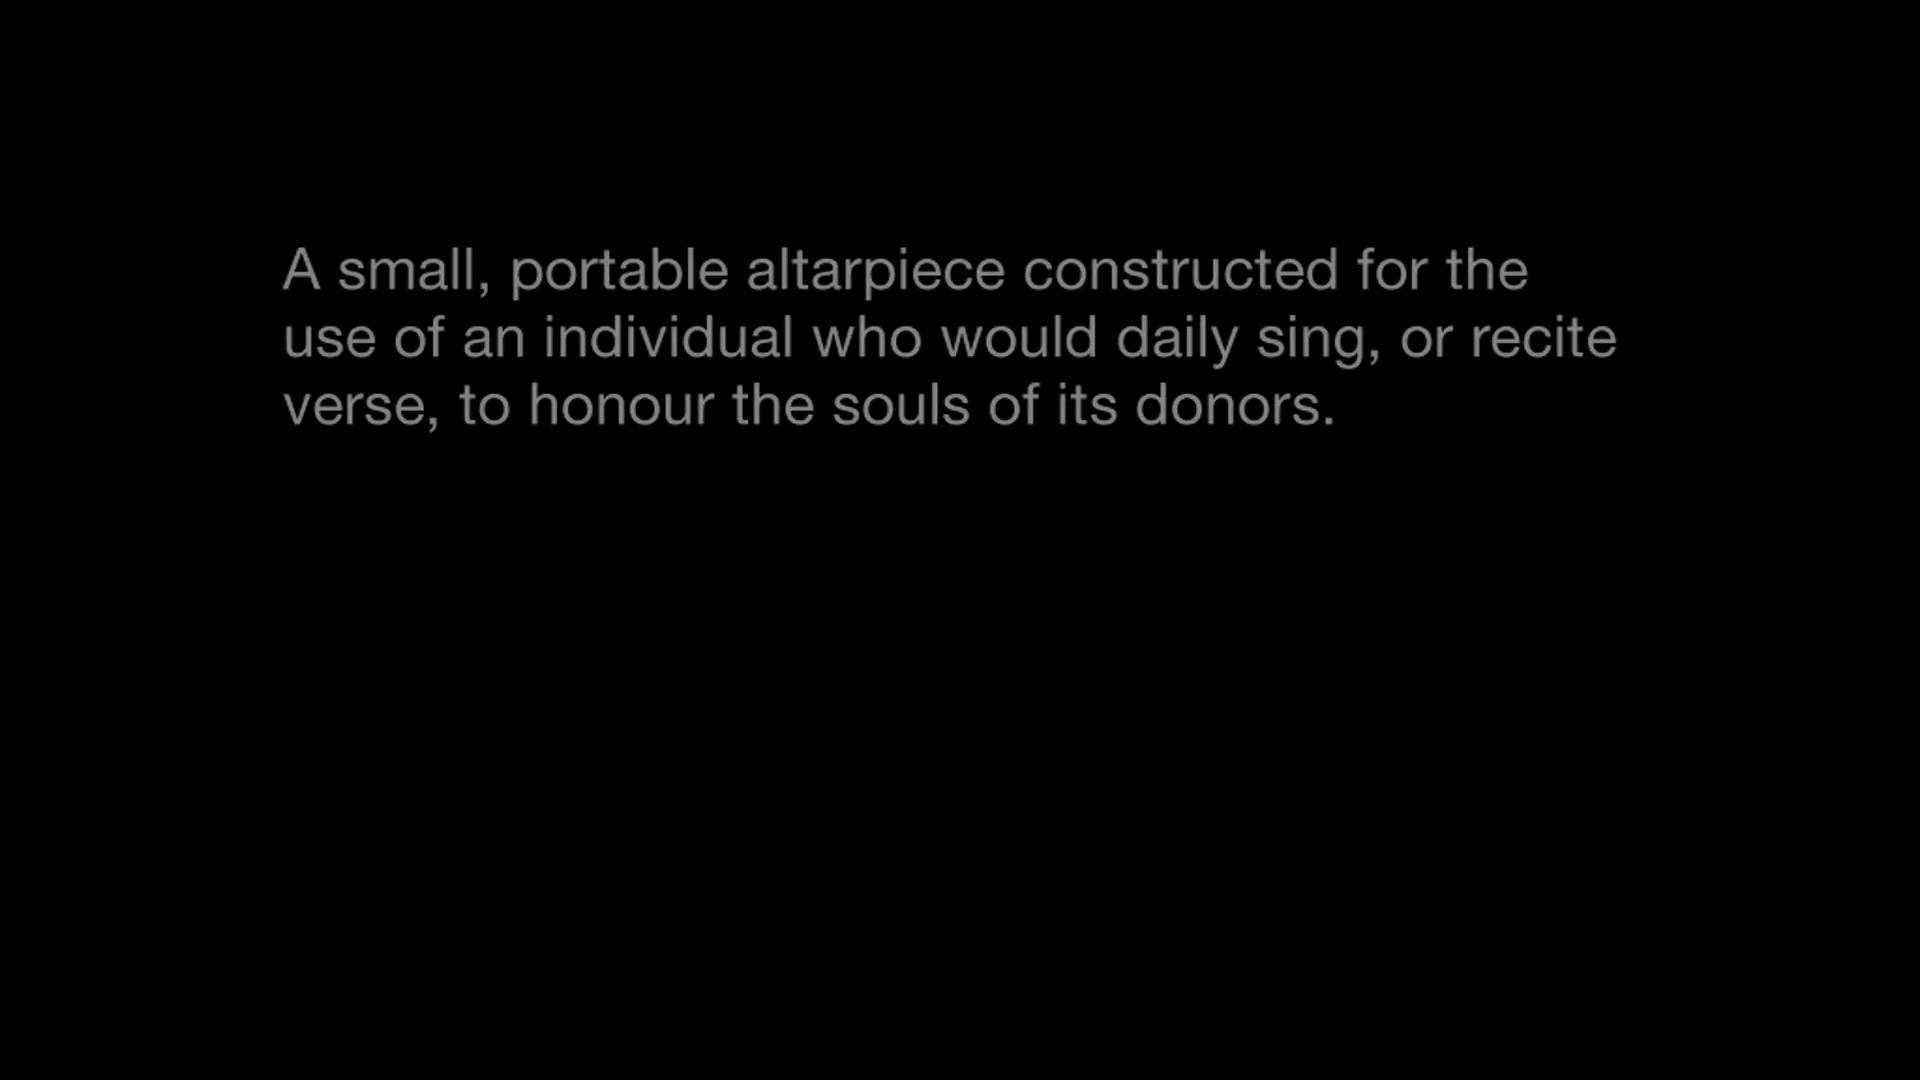 A small, portable altarpiece constructed for the
use of an individual who would daily sing, or recite
verse, to honour the souls of its donors.